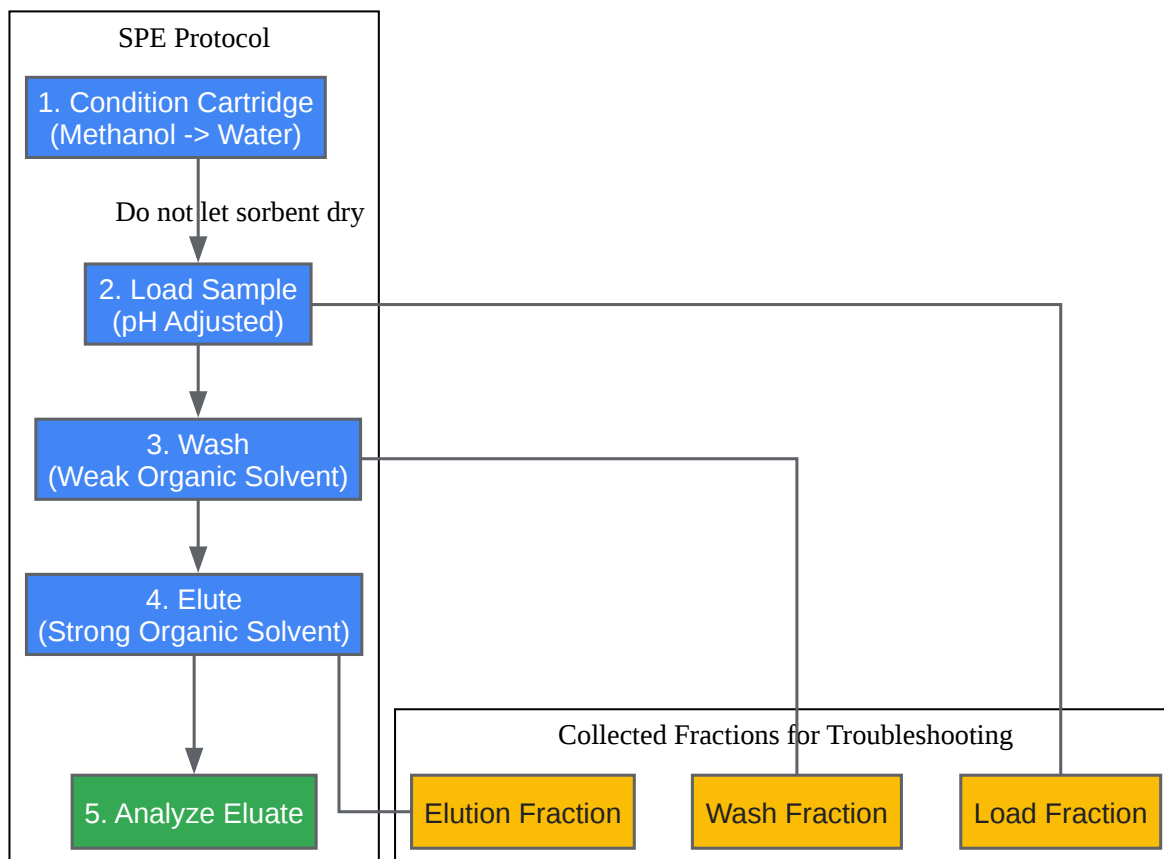 SPE Protocol
1. Condition Cartridge
(Methanol -> Water)
Do not let sorbent dry
2. Load Sample
(pH Adjusted)
3. Wash
(Weak Organic Solvent)
4. Elute
(Strong Organic Solvent)
5. Analyze Eluate
Collected Fractions for Troubleshooting
Elution Fraction
Wash Fraction
Load Fraction